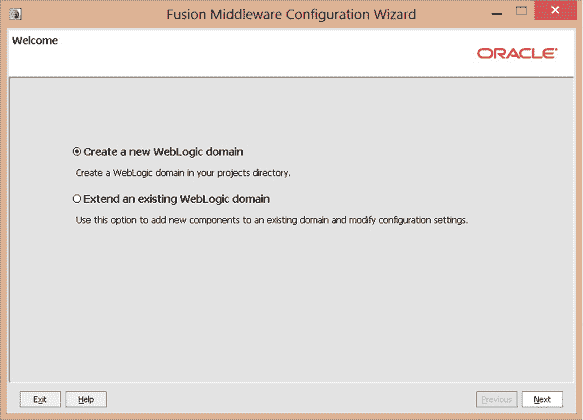 Fusion Middleware Configuration Wizard
Welcome
ORACLE
Create a new WebLogic domain
Create a WebLogic domain in your projects directory.
Extend an existing WebLogic domain
Use this option to add new components to an existing domain and modify configuration settings.
Exit Help Previous Next